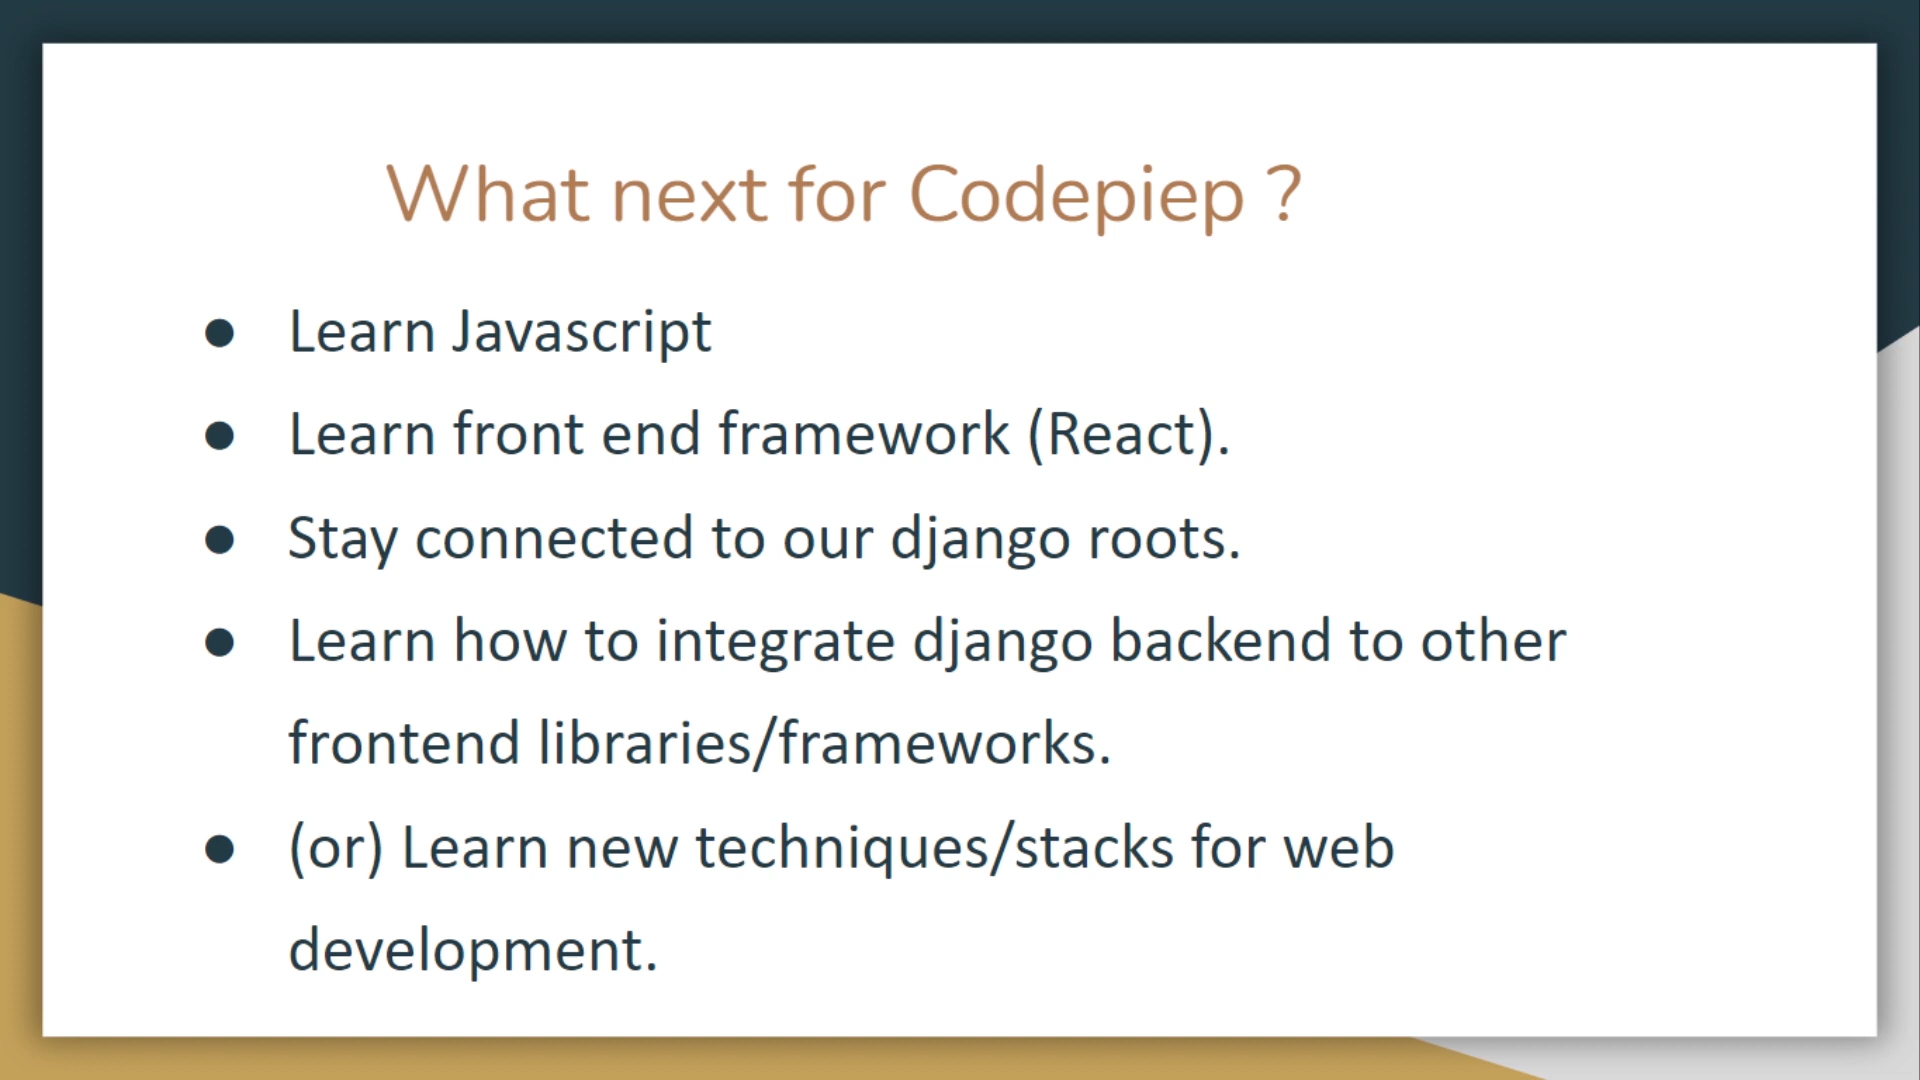 What next for Codepiep ?
● Learn Javascript
● Learn front end framework (React).
● Stay connected to our django roots.
● Learn how to integrate django backend to other
frontend libraries/frameworks.
● (or) Learn new techniques/stacks for web
development.